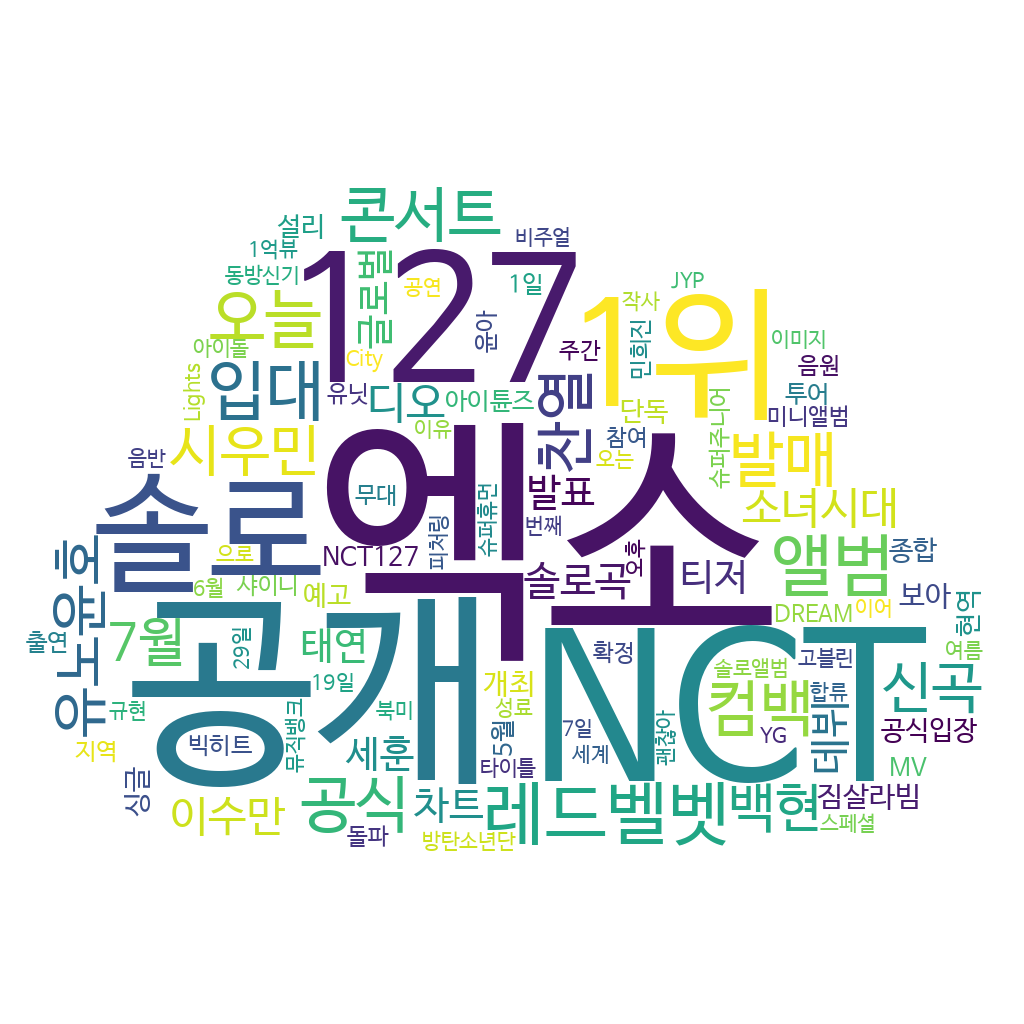 콘서트
설리
비주얼
1억뷰
127
글로벌
동방신기
공연
1일
JYP
오늘
1위
작사
윤아
민희진
이미지
아이돌
City
주간
음원
입대
유닛
디오
아이튠즈
찬열
단독
투어
미니앨범
Lights
시우민
이유
참여
슈퍼주니어
발매
음반
엑소
오는
솔로
무대
발표
소녀시대
슈퍼휴먼
번째
피처링
NCT127
오후
앨범
종합
으로
솔로곡
티저
6월
샤이니
예고
보아
유노윤호
공개
DREAM
이어
현역
출연
7월
29일
태연
NCT
확정
고블린
여름
19일
개최
솔로앨범
컴백
합류
신곡
규현
북미
성료
데뷔
공식입장
지역
빅히트
뮤직뱅크
세훈
5월
7일
세계
괜찮아
YG
타이틀
MV
싱글
이수만
공식
차트
레드벨벳
백현
짐살라빔
돌파
방탄소년단
스페셜